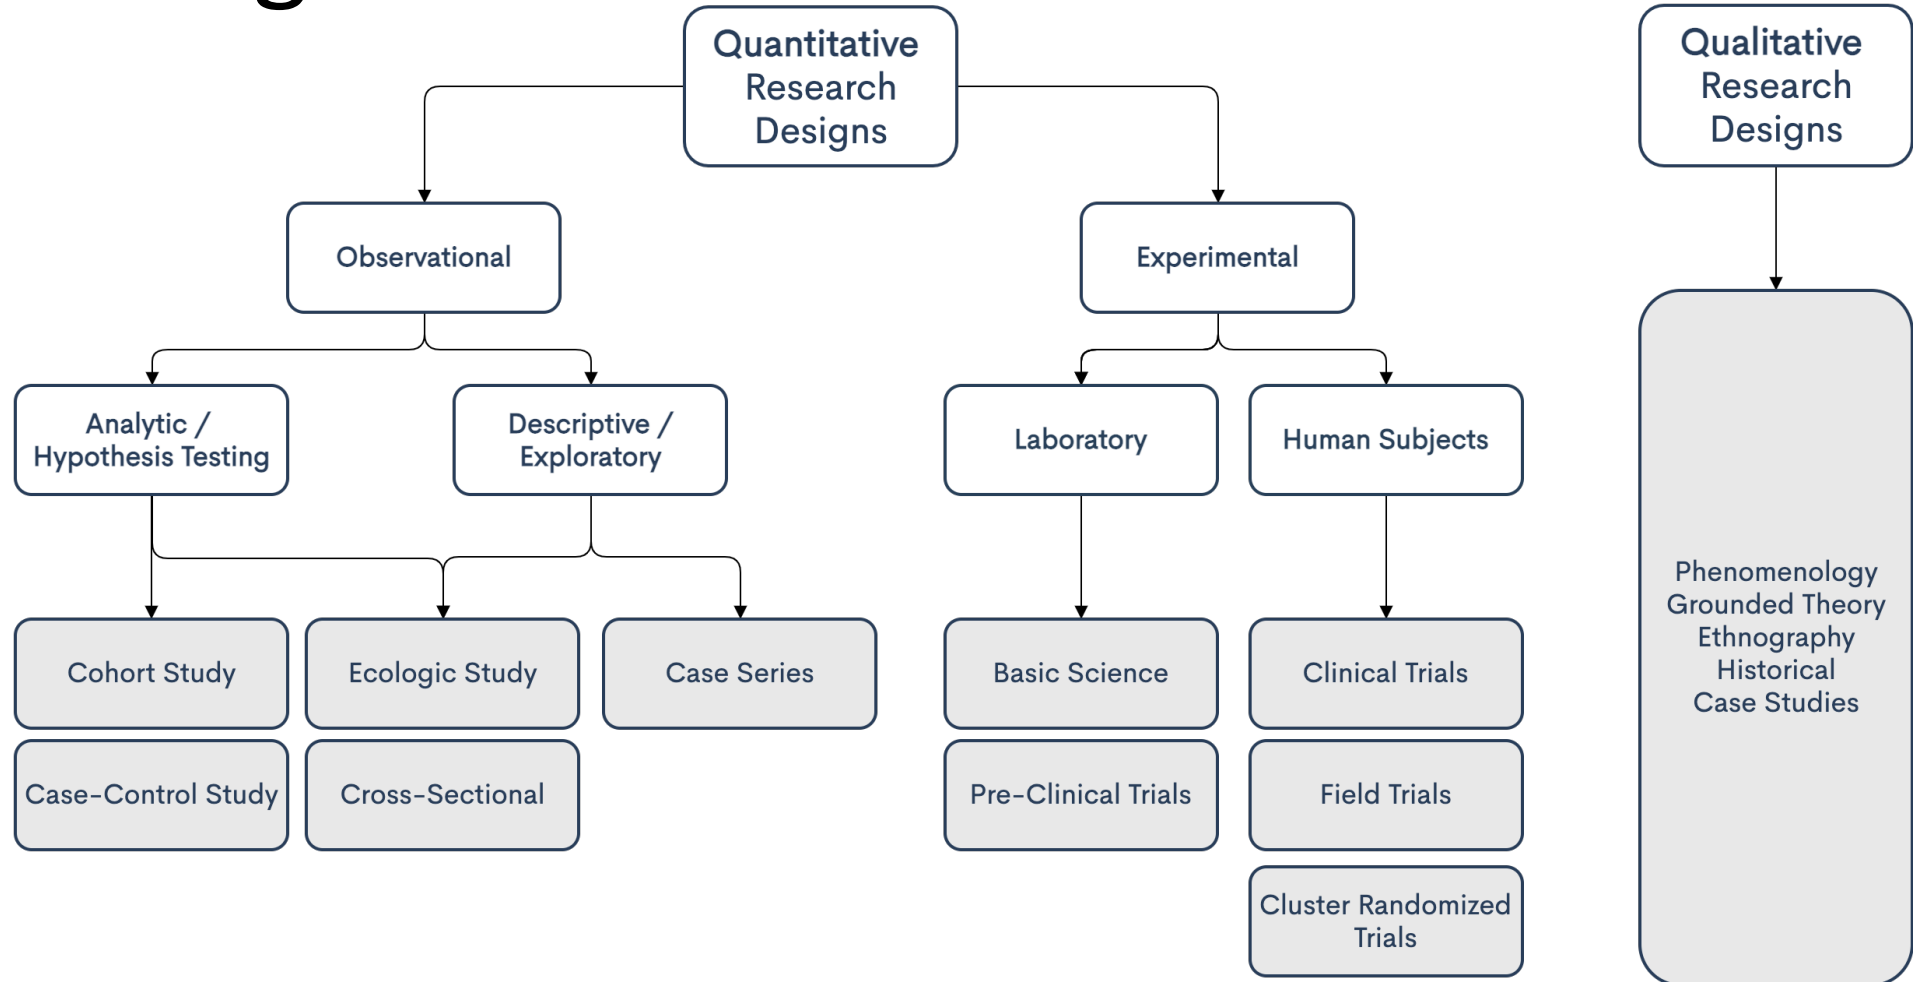 Quantitative
Research
Designs
Qualitative
Research
Designs
Observational
Experimental
Analytic /
Hypothesis Testing
Descriptive /
Exploratory
Laboratory
Human Subjects
Cohort Study
Ecologic Study
Case Series
Basic Science
Clinical Trials
Case-Control Study
Cross-Sectional
Pre-Clinical Trials
Field Trials
Cluster Randomized
Trials
Phenomenology
Grounded Theory
Ethnography
Historical
Case Studies